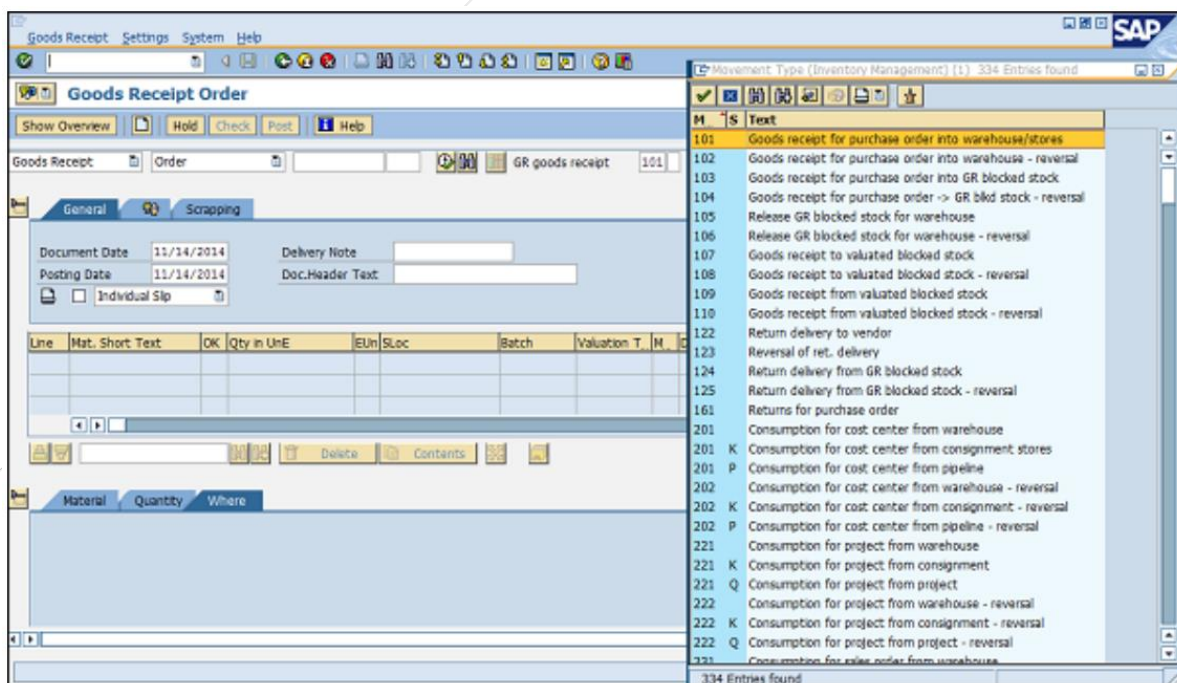 Goods Receipt Settings System Help
SAP
Goods Receipt Order
Show Overview Hold Check Post Help
Goods Receipt Order GR goods receipt 101
General Scrapping
Document Date 11/14/2014 Delivery Note
Posting Date 11/14/2014 Doc.Header Text
Individual Slip
Line Mat. Short Text OK Qty in UnE EUn SLoc Batch Valuation T... M...
Delete Contents
Material Quantity Where
Movement Type (Inventory Management) (1) 334 Entries found
M... S Text
101 Goods receipt for purchase order into warehouse/stores
102 Goods receipt for purchase order into warehouse - reversal
103 Goods receipt for purchase order into GR blocked stock
104 Goods receipt for purchase order -> GR blkd stock - reversal
105 Release GR blocked stock for warehouse
106 Release GR blocked stock for warehouse - reversal
107 Goods receipt to valuated blocked stock
108 Goods receipt to valuated blocked stock - reversal
109 Goods receipt from valuated blocked stock
110 Goods receipt from valuated blocked stock - reversal
122 Return delivery to vendor
123 Reversal of ret. delivery
124 Return delivery from GR blocked stock
125 Return delivery from GR blocked stock - reversal
161 Returns for purchase order
201 Consumption for cost center from warehouse
201 K Consumption for cost center from consignment stores
201 P Consumption for cost center from pipeline
202 Consumption for cost center from warehouse - reversal
202 K Consumption for cost center from consignment - reversal
202 P Consumption for cost center from pipeline - reversal
221 Consumption for project from warehouse
221 K Consumption for project from consignment
221 Q Consumption for project from project
222 Consumption for project from warehouse - reversal
222 K Consumption for project from consignment - reversal
222 Q Consumption for project from project - reversal
231 Consumption for sales order from warehouse
334 Entries found